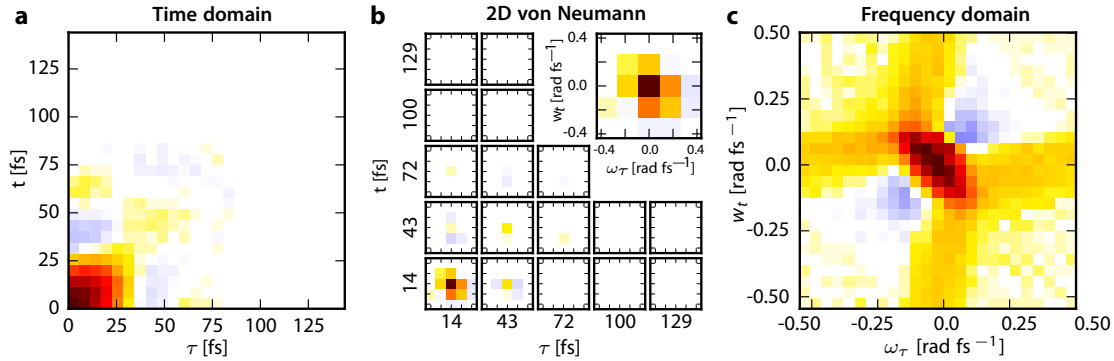 a Time domain
t [fs]
125
100
75
50
25
0
0 25 50 75 100 125
τ [fs]
b 2D von Neumann
t [fs]
129
100
72
43
14
14 43 72 100 129
τ [fs]
w_t [rad fs⁻¹]
0.4
0.0
-0.4
-0.4 0.0 0.4
ω_τ [rad fs⁻¹]
c Frequency domain
w_t [rad fs⁻¹]
0.50
0.25
0.0
-0.25
-0.50
-0.50 -0.25 0.0 0.25 0.50
ω_τ [rad fs⁻¹]